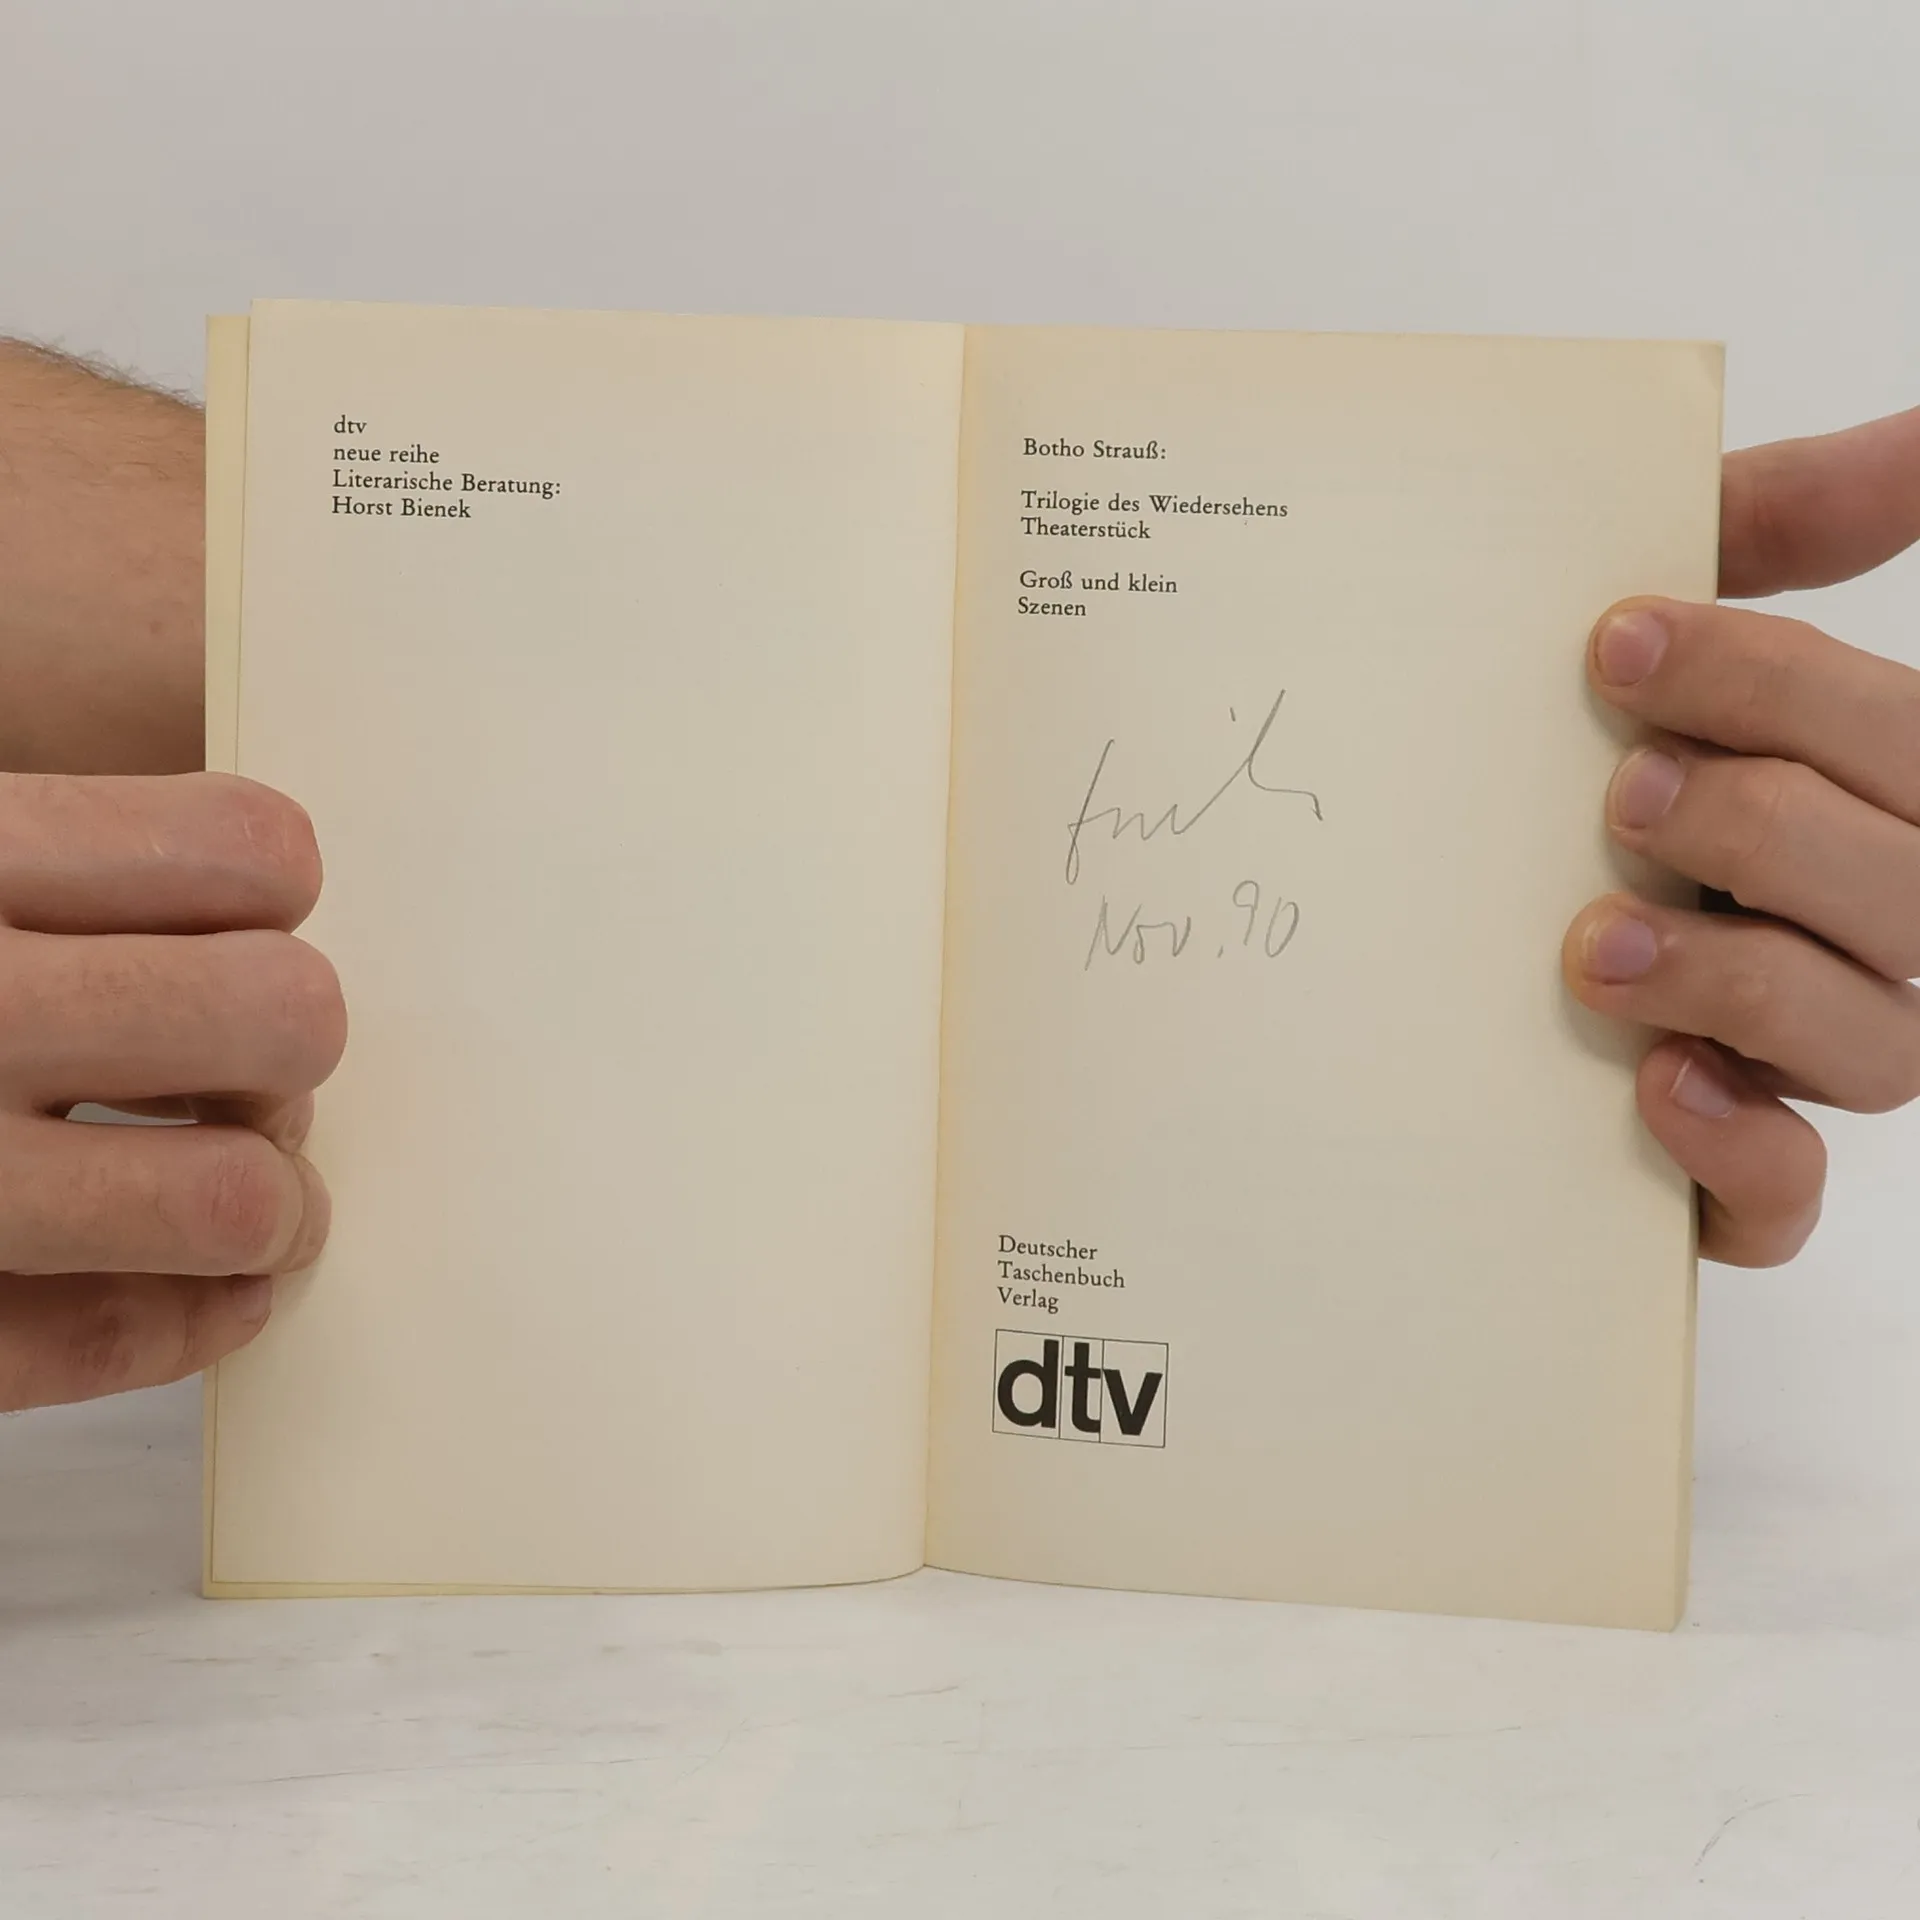 dtv
neue reihe
Literarische Beratung:
Horst Bienek
Botho Strauß:
Trilogie des Wiedersehens
Theaterstück
Groß und klein
Szenen
Nov. 90
Deutscher
Taschenbuch
Verlag
dtv